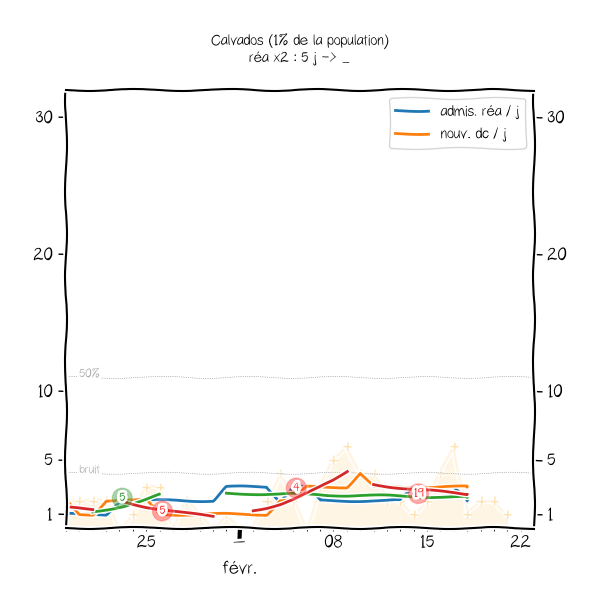 Calvados (1% de la population)
réa x2 : 5 j -> _
admis. réa / j
nouv. dc / j
30 30
20 20
50%
10 10
5 5
bruit
5 5 4 19
1 1
25 1 08 15 22
févr.